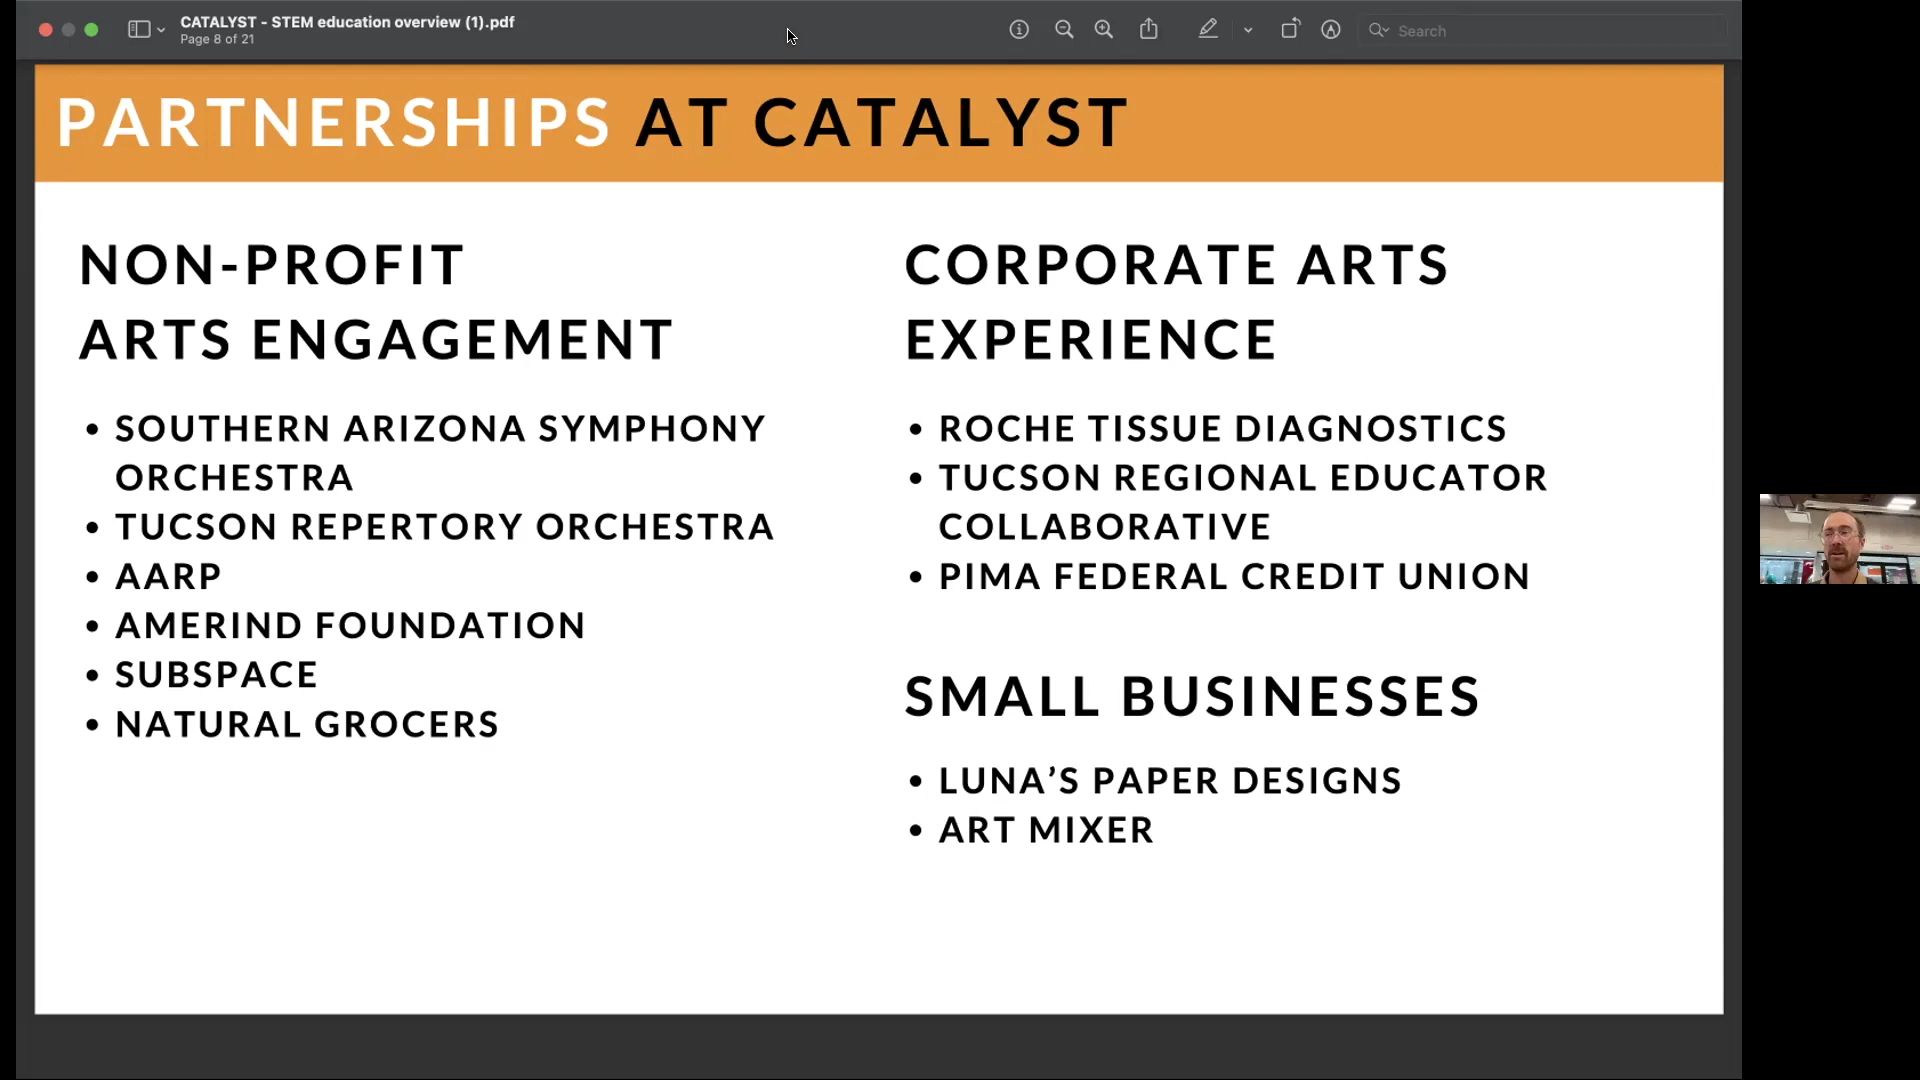 CATALYST - STEM education overview (1).pdf
Page 8 of 21
Search
PARTNERSHIPS AT CATALYST
NON-PROFIT
ARTS ENGAGEMENT
• SOUTHERN ARIZONA SYMPHONY
ORCHESTRA
• TUCSON REPERTORY ORCHESTRA
• AARP
• AMERIND FOUNDATION
• SUBSPACE
• NATURAL GROCERS
CORPORATE ARTS
EXPERIENCE
• ROCHE TISSUE DIAGNOSTICS
• TUCSON REGIONAL EDUCATOR
COLLABORATIVE
• PIMA FEDERAL CREDIT UNION
SMALL BUSINESSES
• LUNA’S PAPER DESIGNS
• ART MIXER